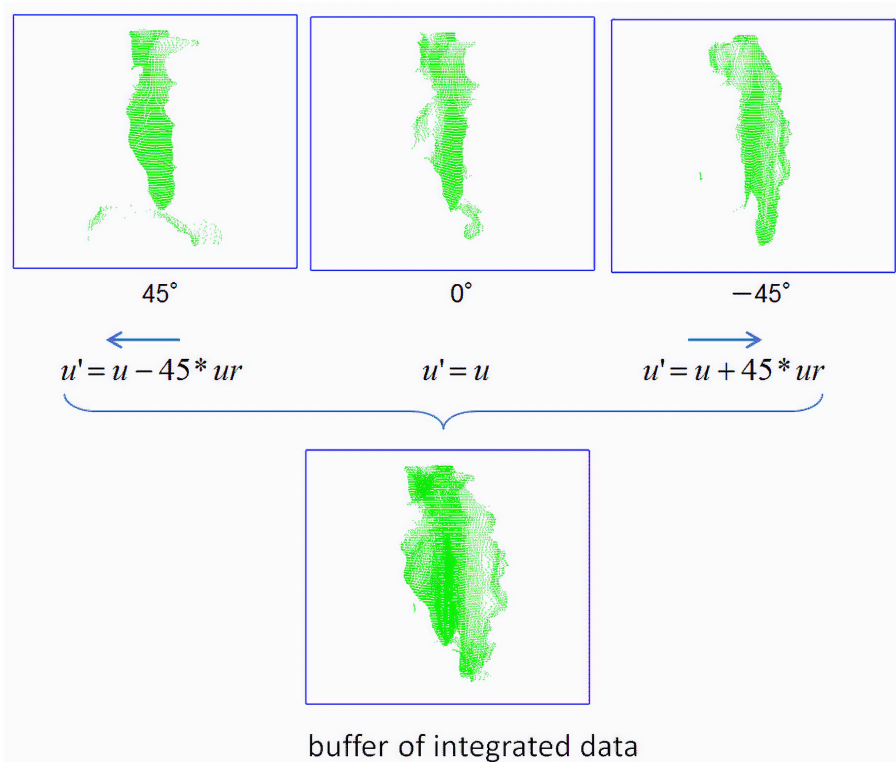 45°
0°
−45°
u' = u − 45* ur
u' = u
u' = u + 45* ur
buffer of integrated data